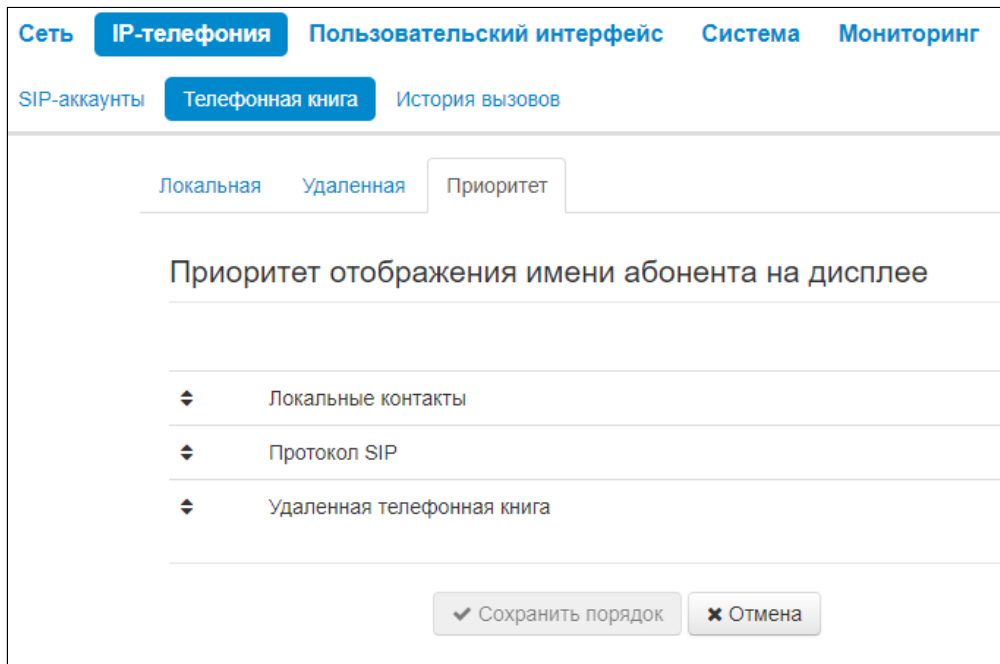 Сеть IP-телефония Пользовательский интерфейс Система Мониторинг
SIP-аккаунты Телефонная книга История вызовов
Локальная Удаленная Приоритет
Приоритет отображения имени абонента на дисплее
Локальные контакты
Протокол SIP
Удаленная телефонная книга
Сохранить порядок Отмена